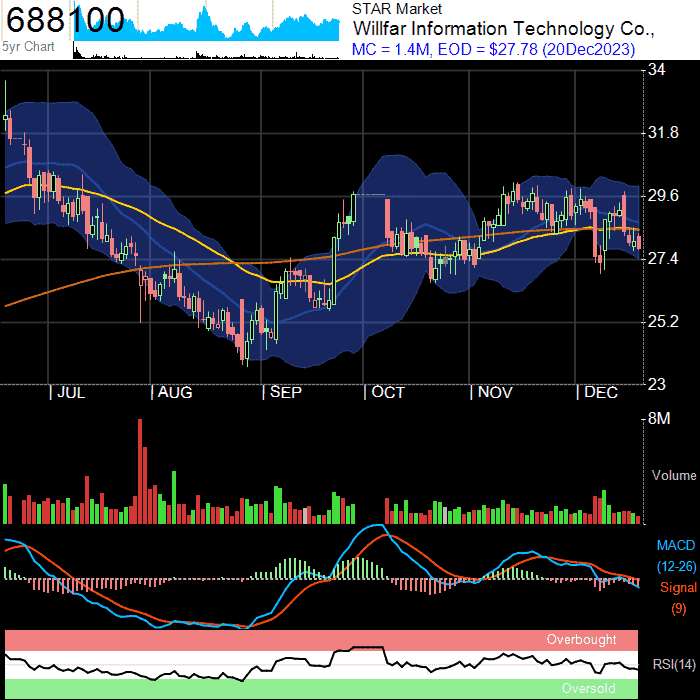 688100
5yr Chart
STAR Market
Willfar Information Technology Co.,
MC = 1.4M, EOD = $27.78 (20Dec2023)
34
31.8
29.6
27.4
25.2
23
| JUL | AUG | SEP | OCT | NOV | DEC
8M
Volume
MACD
(12-26)
Signal
(9)
Overbought
RSI(14)
Oversold